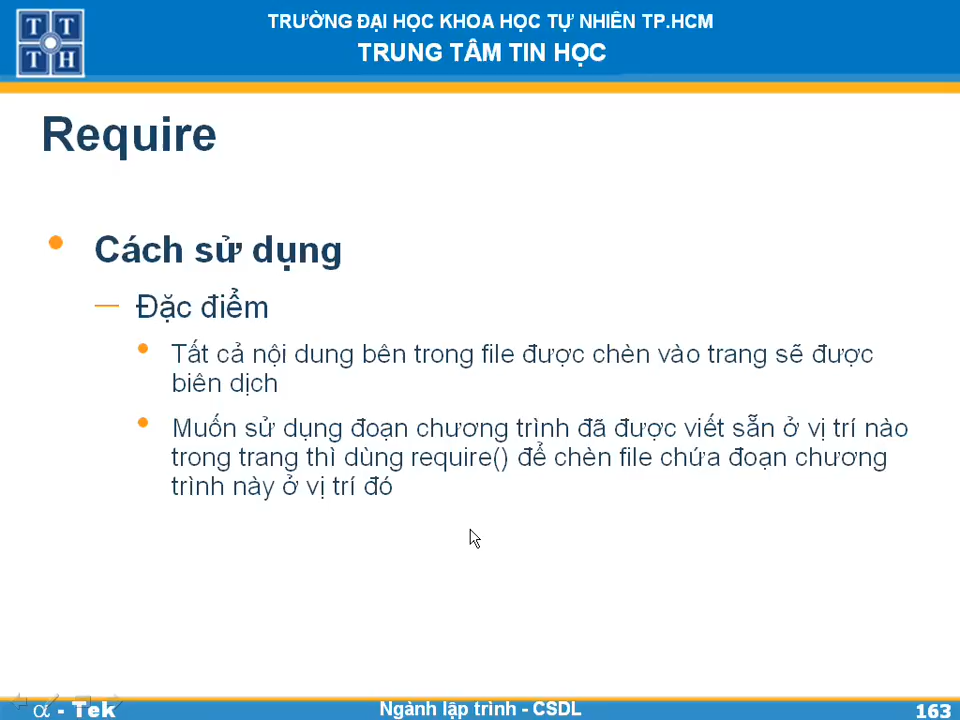 TRƯỜNG ĐẠI HỌC KHOA HỌC TỰ NHIÊN TP.HCM
TRUNG TÂM TIN HỌC
T T
T H
Require
Cách sử dụng
Đặc điểm
Tất cả nội dung bên trong file được chèn vào trang sẽ được
biên dịch
Muốn sử dụng đoạn chương trình đã được viết sẵn ở vị trí nào
trong trang thì dùng require() để chèn file chứa đoạn chương
trình này ở vị trí đó
α - Tek
Ngành lập trình - CSDL
163